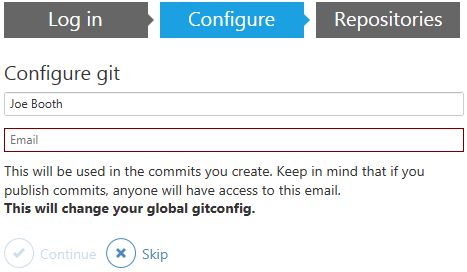 Log in Configure Repositories
Configure git
Joe Booth
Email
This will be used in the commits you create. Keep in mind that if you
publish commits, anyone will have access to this email.
This will change your global gitconfig.
Continue Skip